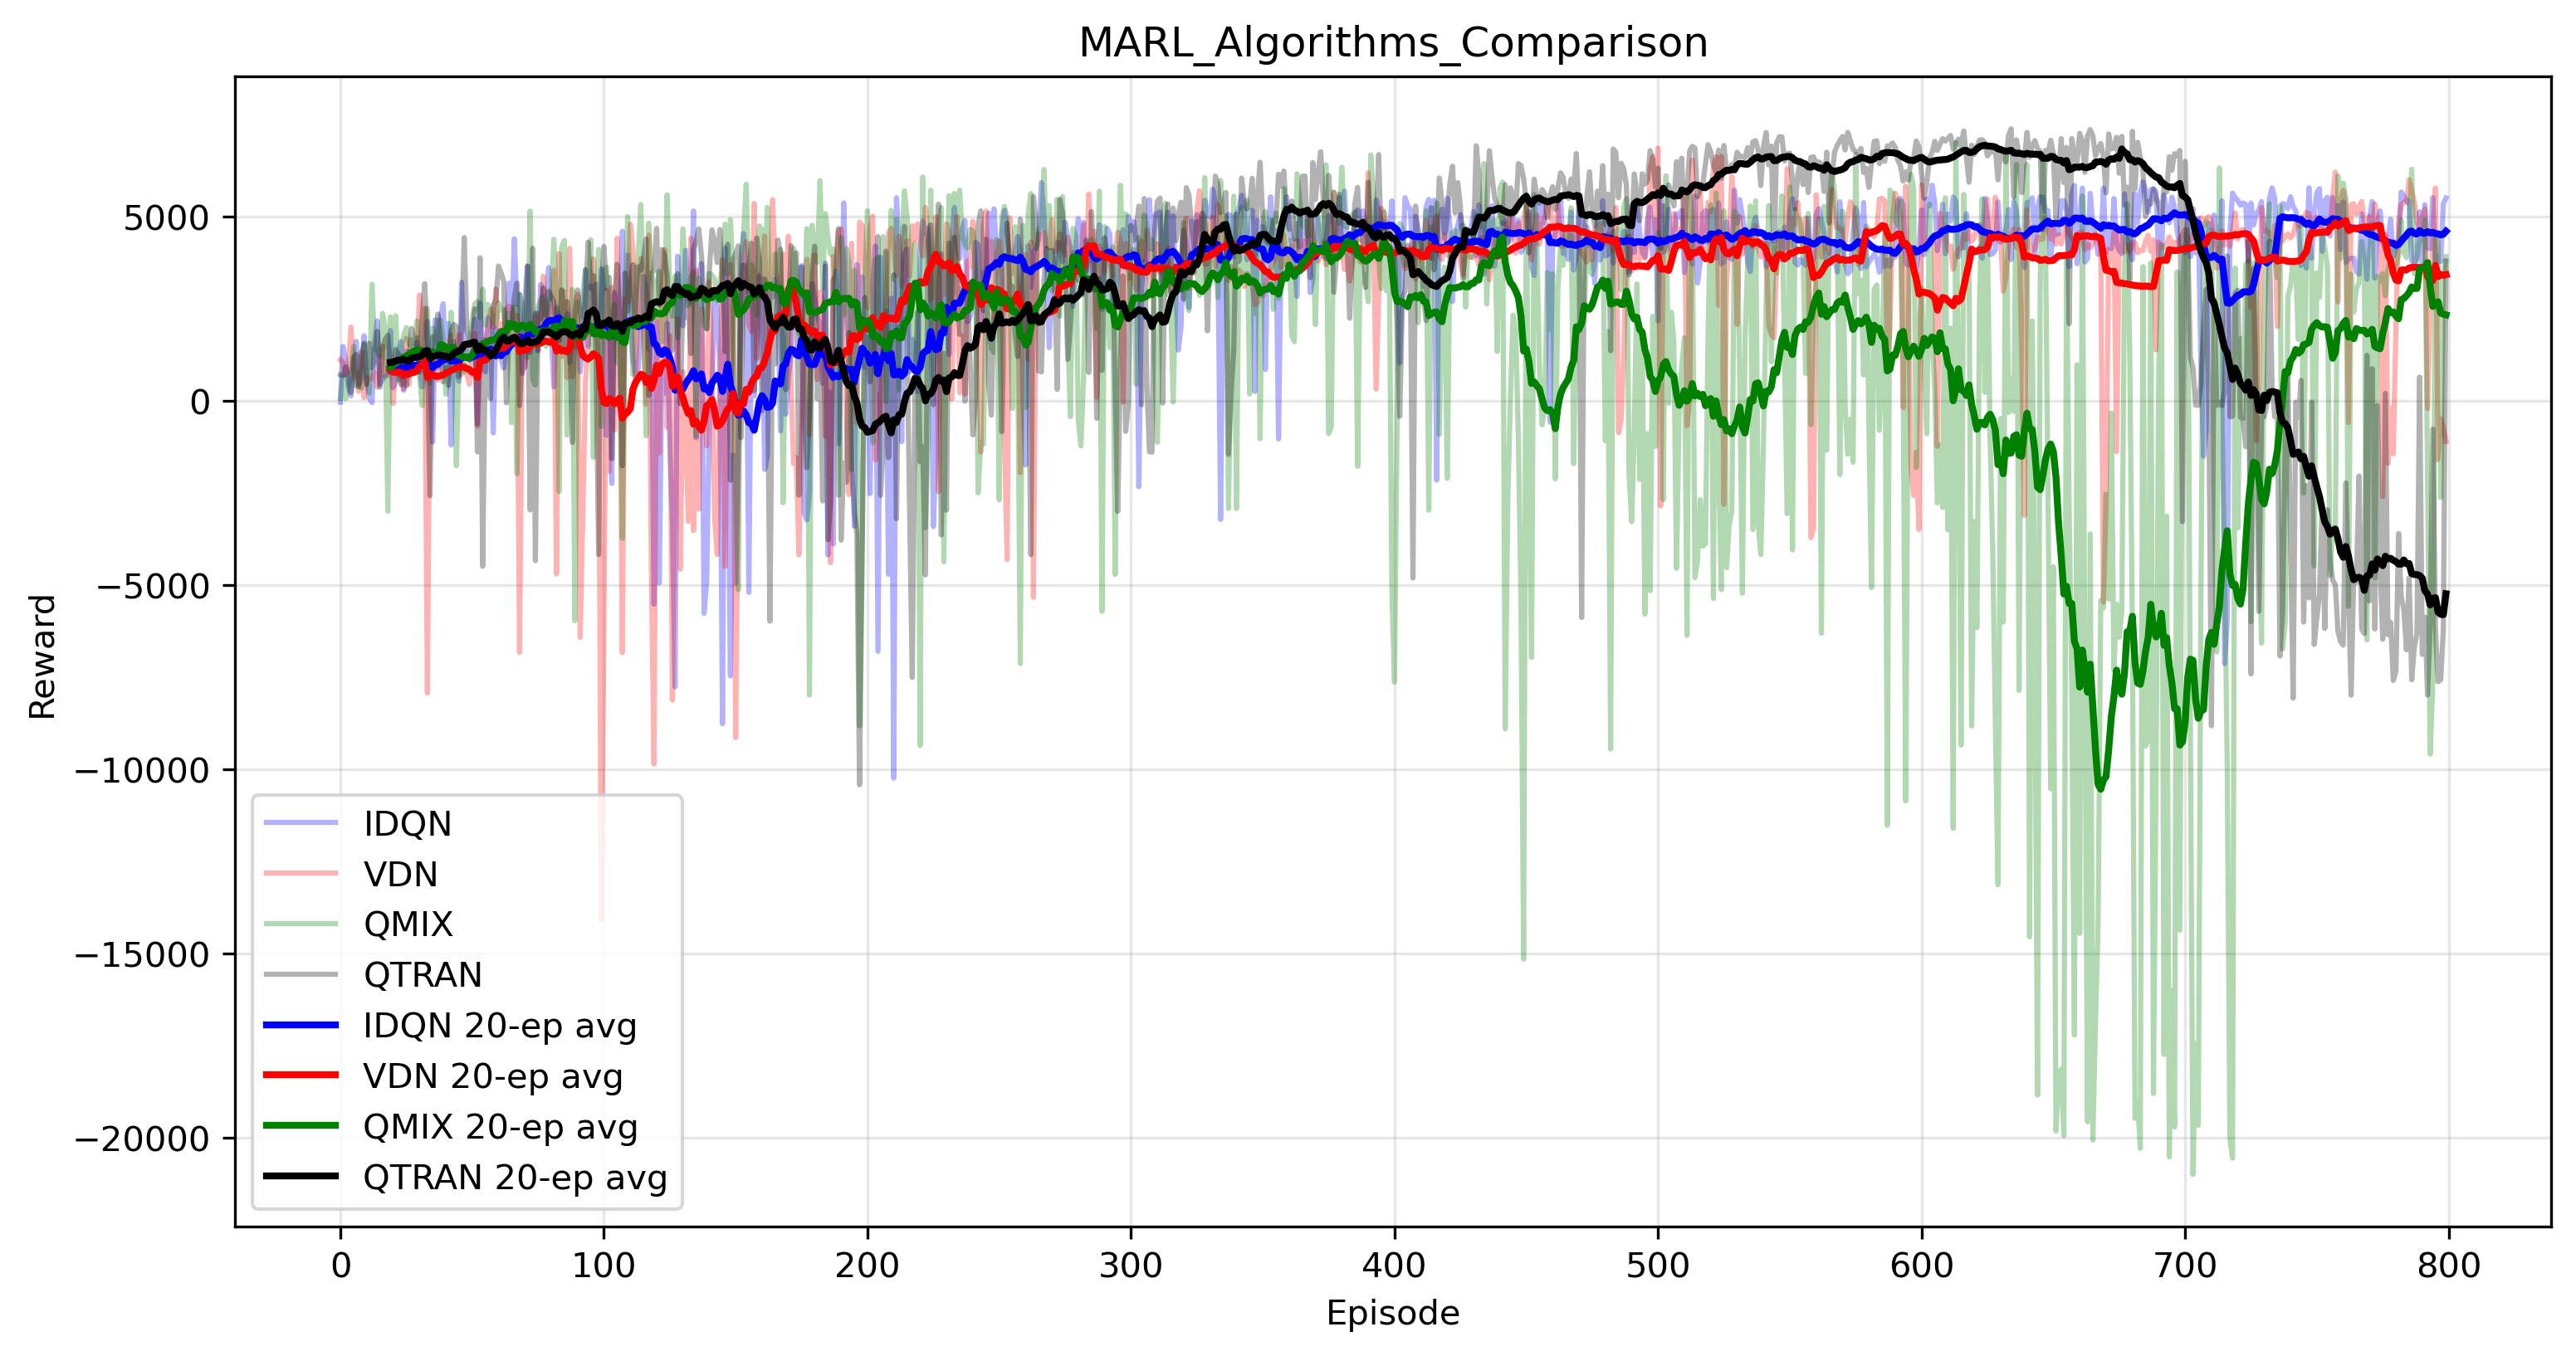 MARL_Algorithms_Comparison
5000
0
−5000
−10000
−15000
−20000
Reward
IDQN
VDN
QMIX
QTRAN
IDQN 20-ep avg
VDN 20-ep avg
QMIX 20-ep avg
QTRAN 20-ep avg
0 100 200 300 400 500 600 700 800
Episode